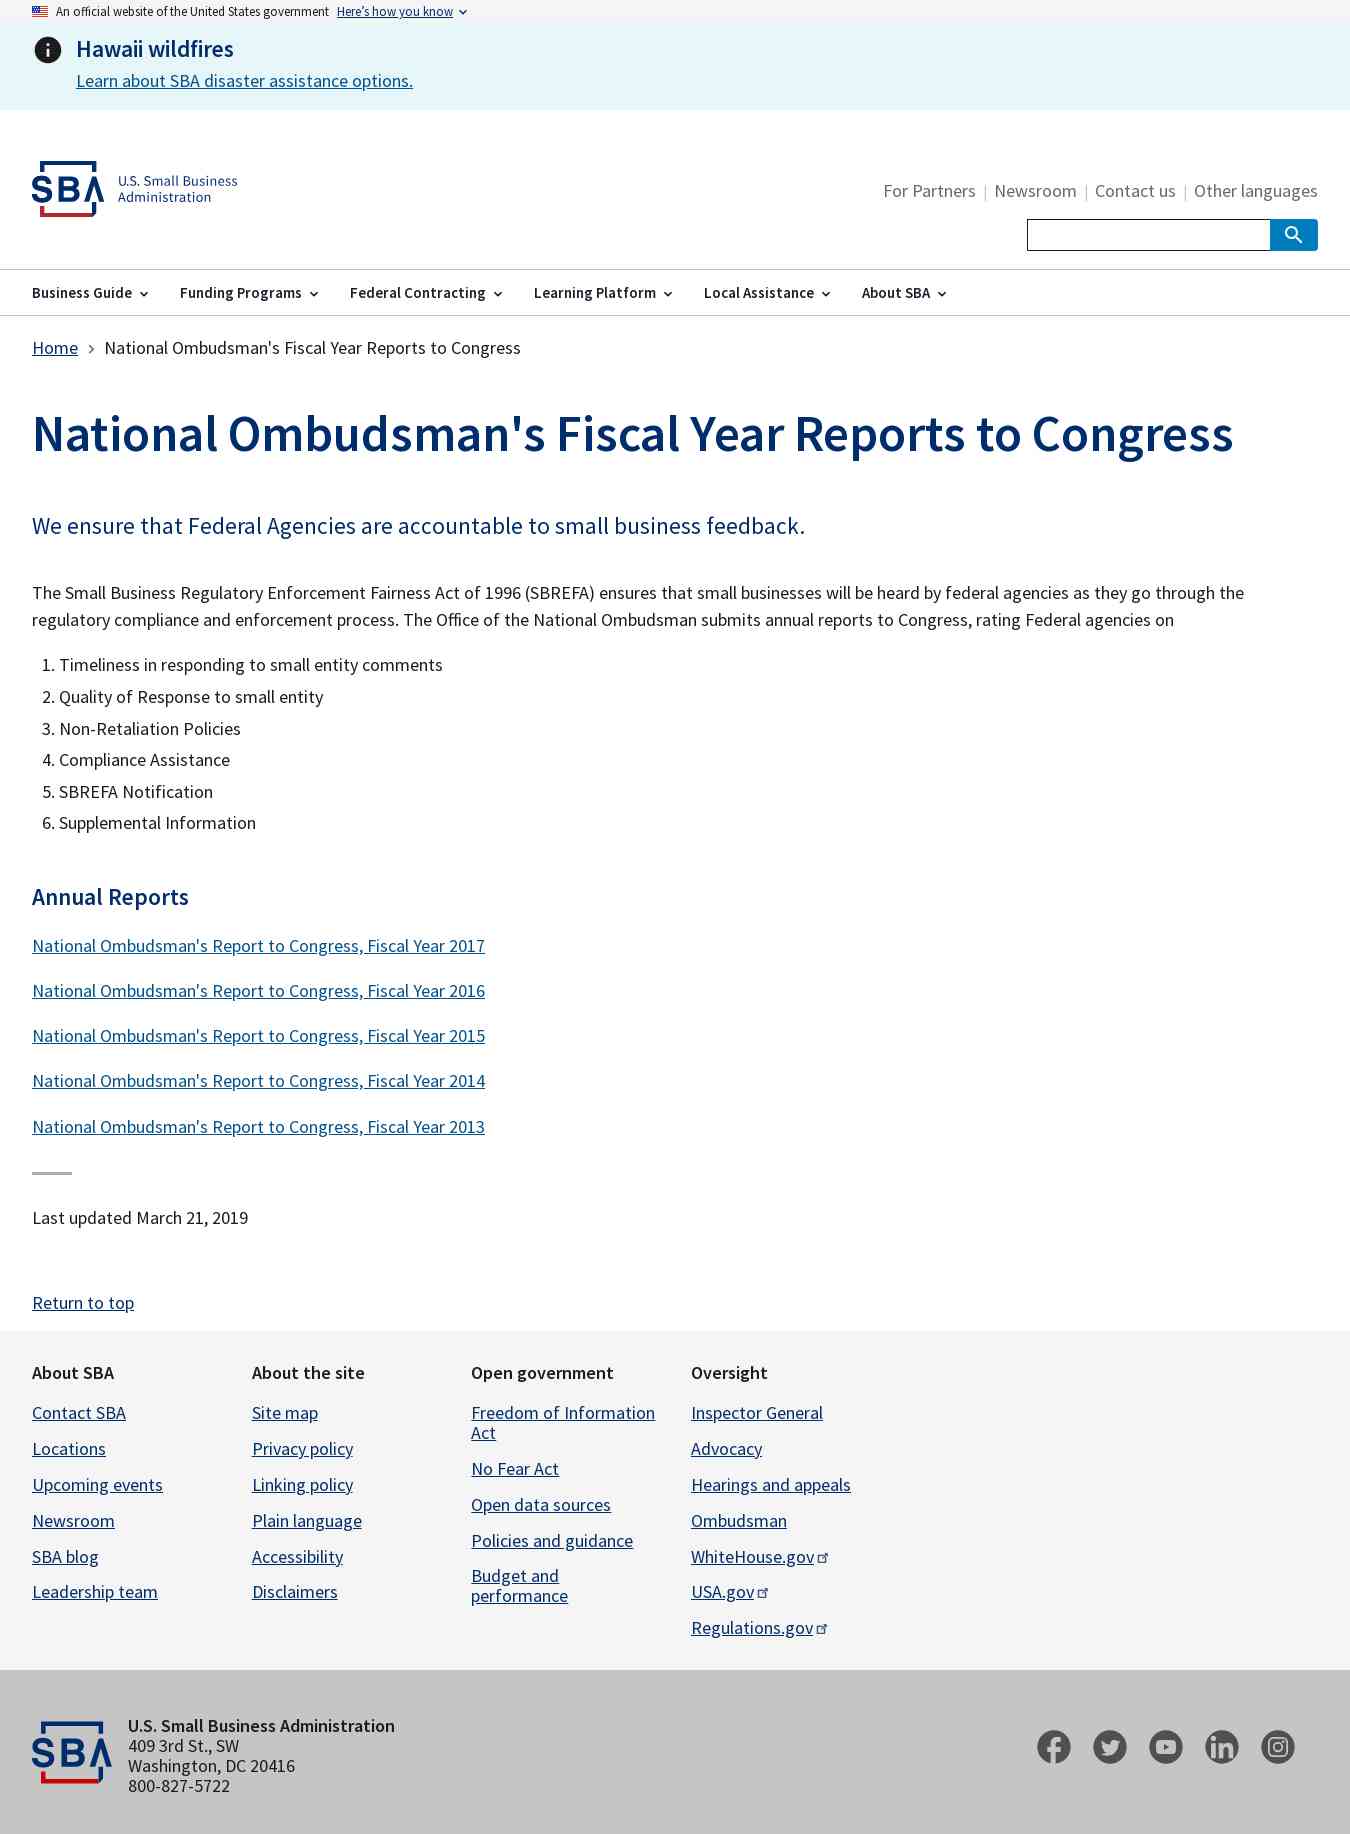 An official website of the United States government Here’s how you know
Hawaii wildfires
Learn about SBA disaster assistance options.
SBA
U.S. Small Business
Administration
For Partners | Newsroom | Contact us | Other languages
Business Guide Funding Programs Federal Contracting Learning Platform Local Assistance About SBA
Home National Ombudsman's Fiscal Year Reports to Congress
National Ombudsman's Fiscal Year Reports to Congress
We ensure that Federal Agencies are accountable to small business feedback.
The Small Business Regulatory Enforcement Fairness Act of 1996 (SBREFA) ensures that small businesses will be heard by federal agencies as they go through the
regulatory compliance and enforcement process. The Office of the National Ombudsman submits annual reports to Congress, rating Federal agencies on
1. Timeliness in responding to small entity comments
2. Quality of Response to small entity
3. Non-Retaliation Policies
4. Compliance Assistance
5. SBREFA Notification
6. Supplemental Information
Annual Reports
National Ombudsman's Report to Congress, Fiscal Year 2017
National Ombudsman's Report to Congress, Fiscal Year 2016
National Ombudsman's Report to Congress, Fiscal Year 2015
National Ombudsman's Report to Congress, Fiscal Year 2014
National Ombudsman's Report to Congress, Fiscal Year 2013
Last updated March 21, 2019
Return to top
About SBA
Contact SBA
Locations
Upcoming events
Newsroom
SBA blog
Leadership team
About the site
Site map
Privacy policy
Linking policy
Plain language
Accessibility
Disclaimers
Open government
Freedom of Information
Act
No Fear Act
Open data sources
Policies and guidance
Budget and
performance
Oversight
Inspector General
Advocacy
Hearings and appeals
Ombudsman
WhiteHouse.gov
USA.gov
Regulations.gov
SBA
U.S. Small Business Administration
409 3rd St., SW
Washington, DC 20416
800-827-5722